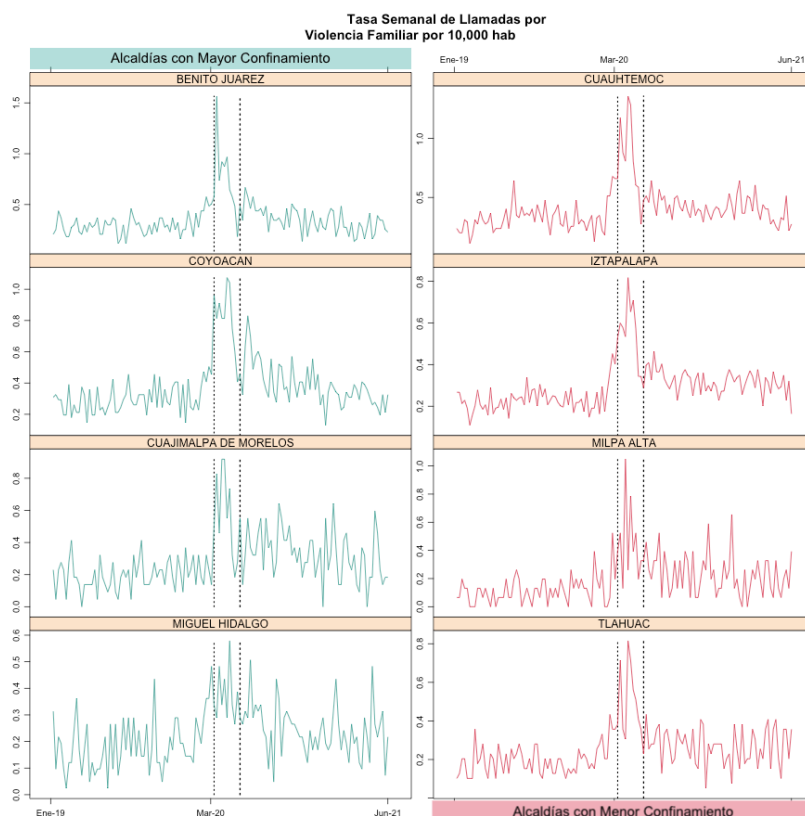 Tasa Semanal de Llamadas por
Violencia Familiar por 10,000 hab
Alcaldías con Mayor Confinamiento
Ene-19 Mar-20 Jun-21
BENITO JUAREZ
0.5 1.0 1.5
CUAUHTEMOC
0.5 1.0
COYOACAN
0.2 0.4 0.6 0.8 1.0
IZTAPALAPA
0.2 0.4 0.6 0.8
CUAJIMALPA DE MORELOS
0.0 0.2 0.4 0.6 0.8
MILPA ALTA
0.0 0.2 0.4 0.6 0.8 1.0
MIGUEL HIDALGO
0.0 0.1 0.2 0.3 0.4 0.5 0.6
TLAHUAC
0.2 0.4 0.6 0.8
Ene-19 Mar-20 Jun-21
Alcaldías con Menor Confinamiento